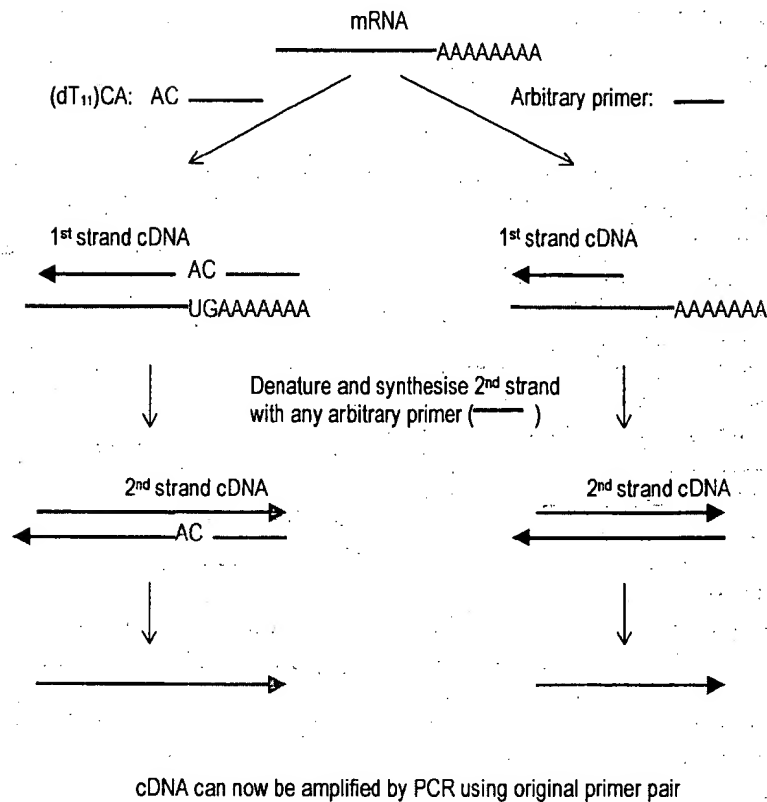 mRNA
AAAAAAAA
(dT₁₁)CA: AC
Arbitrary primer:
1st strand cDNA
1st strand cDNA
AC
UGAAAAAAA
AAAAAAA
Denature and synthesise 2nd strand
with any arbitrary primer ( )
2nd strand cDNA
2nd strand cDNA
AC
cDNA can now be amplified by PCR using original primer pair